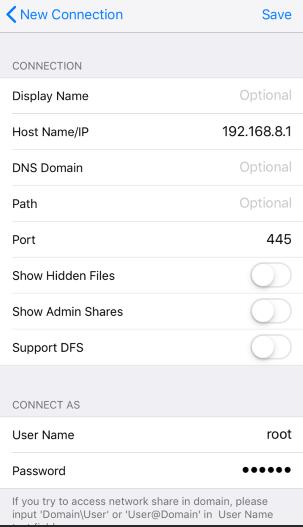 New Connection Save
CONNECTION
Display Name Optional
Host Name/IP 192.168.8.1
DNS Domain Optional
Path Optional
Port 445
Show Hidden Files
Show Admin Shares
Support DFS
CONNECT AS
User Name root
Password ••••••
If you try to access network share in domain, please
input 'Domain\User' or 'User@Domain' in User Name